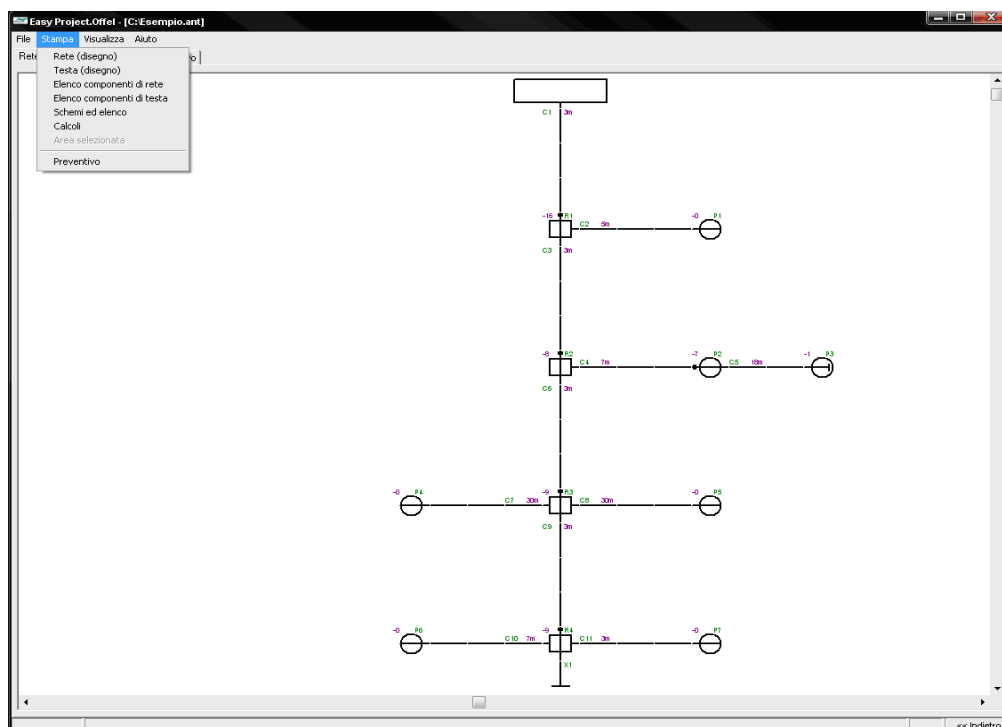 Easy Project.Offel - [C:\Esempio.ant]
File Stampa Visualizza Aiuto
Rete
Rete (disegno)
Testa (disegno)
Elenco componenti di rete
Elenco componenti di testa
Schemi ed elenco
Calcoli
Area selezionata
Preventivo
C1 3m
-16 R1 C2 5m -0 P1
C3 3m
-8 R2 C4 7m -7 P2 C5 18m -1 P3
C6 3m
-0 P4 C7 30m -9 R3 C8 30m -0 P5
C9 3m
-0 P6 C10 7m -9 R4 C11 3m -0 P7
X1
<< Indietro